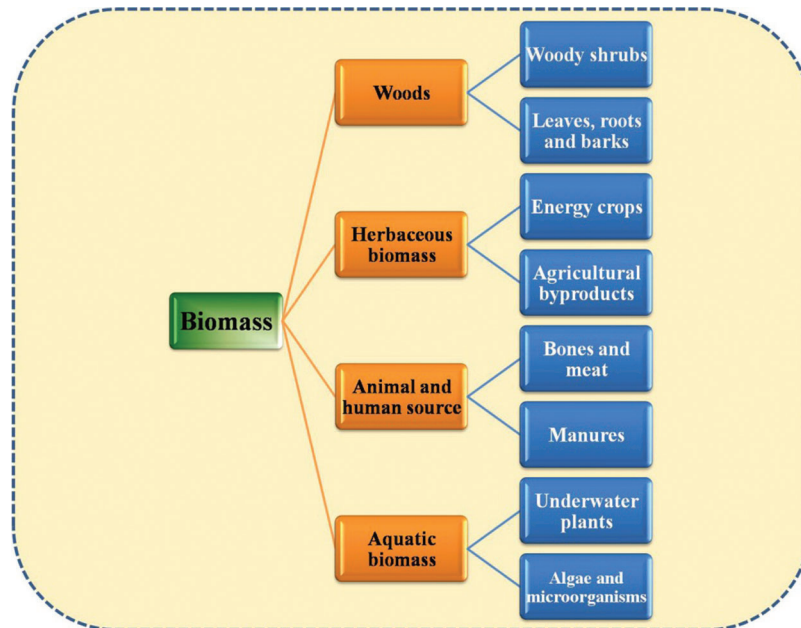 Biomass
Woods
Woody shrubs
Leaves, roots
and barks
Herbaceous
biomass
Energy crops
Agricultural
byproducts
Animal and
human source
Bones and
meat
Manures
Aquatic
biomass
Underwater
plants
Algae and
microorganisms